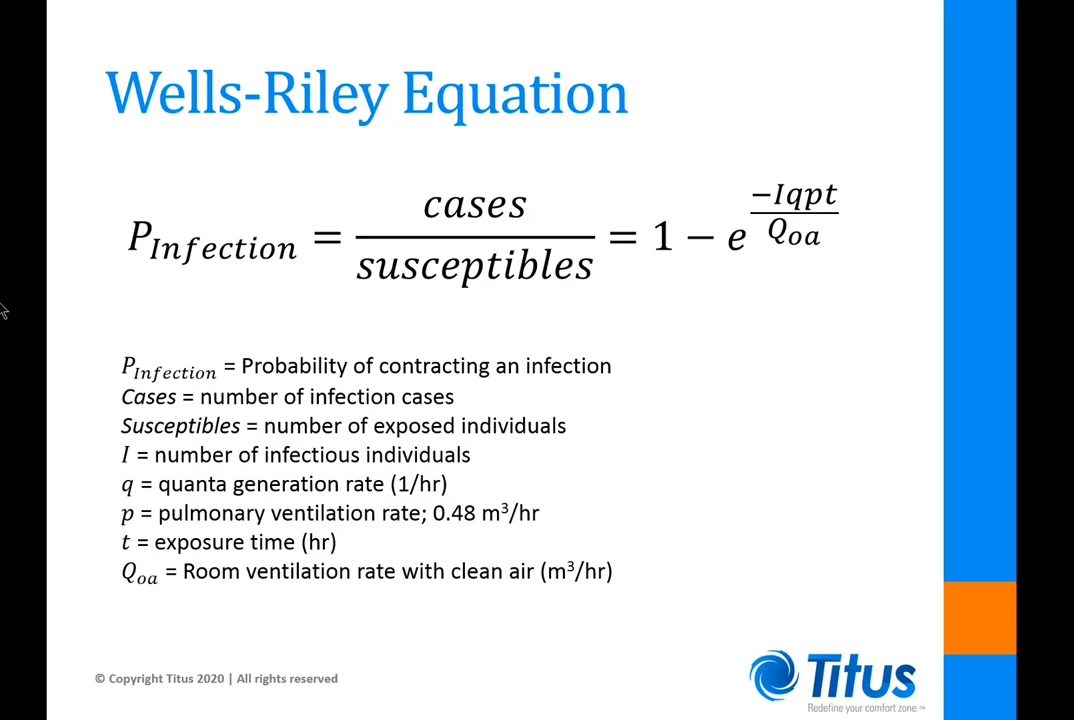 Wells-Riley Equation
P_Infection = cases / susceptibles = 1 − e^(−Iqpt / Q_oa)
P_Infection = Probability of contracting an infection
Cases = number of infection cases
Susceptibles = number of exposed individuals
I = number of infectious individuals
q = quanta generation rate (1/hr)
p = pulmonary ventilation rate; 0.48 m³/hr
t = exposure time (hr)
Q_oa = Room ventilation rate with clean air (m³/hr)
© Copyright Titus 2020 | All rights reserved
Titus
Redefine your comfort zone.™